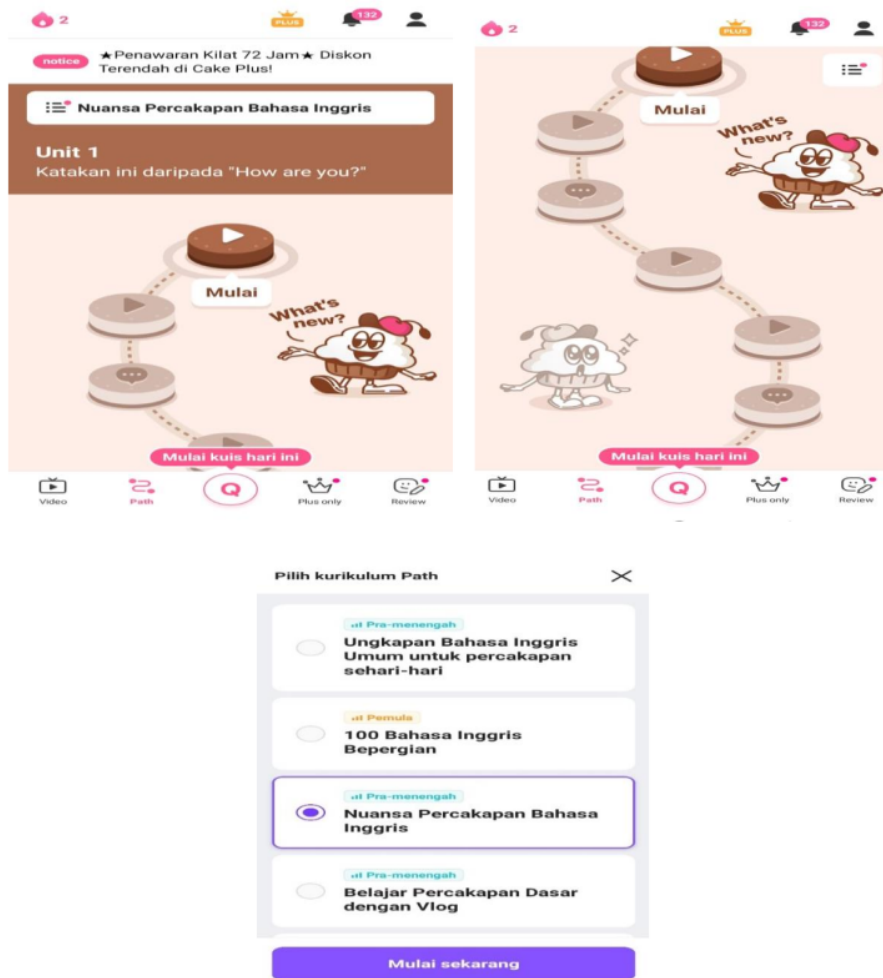 2
PLUS
132
notice ★Penawaran Kilat 72 Jam★ Diskon
Terendah di Cake Plus!
Nuansa Percakapan Bahasa Inggris
Unit 1
Katakan ini daripada "How are you?"
Mulai
What's
new?
Mulai kuis hari ini
Video
Path
Q
Plus only
Review
2
PLUS
132
Mulai
What's
new?
Mulai kuis hari ini
Video
Path
Q
Plus only
Review
Pilih kurikulum Path
Pra-menengah
Ungkapan Bahasa Inggris
Umum untuk percakapan
sehari-hari
Pemula
100 Bahasa Inggris
Bepergian
Pra-menengah
Nuansa Percakapan Bahasa
Inggris
Pra-menengah
Belajar Percakapan Dasar
dengan Vlog
Mulai sekarang